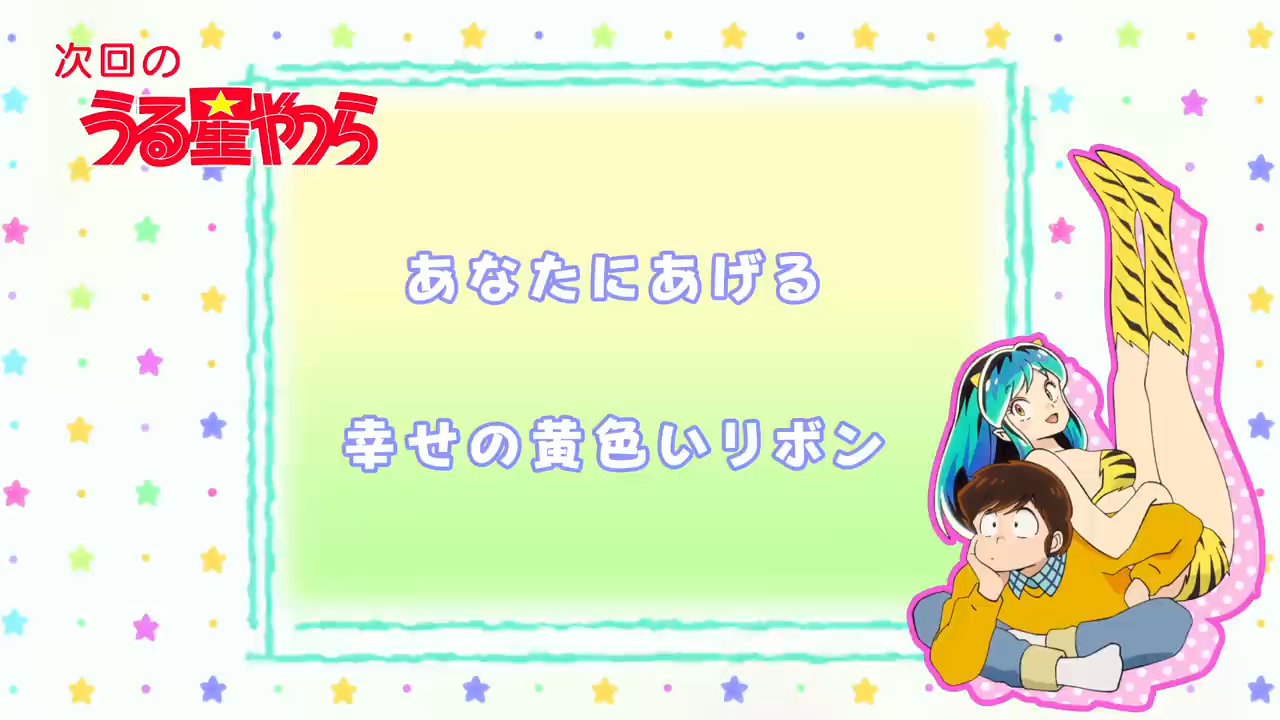 次回の
うる星やつら
あなたにあげる
幸せの黄色いリボン